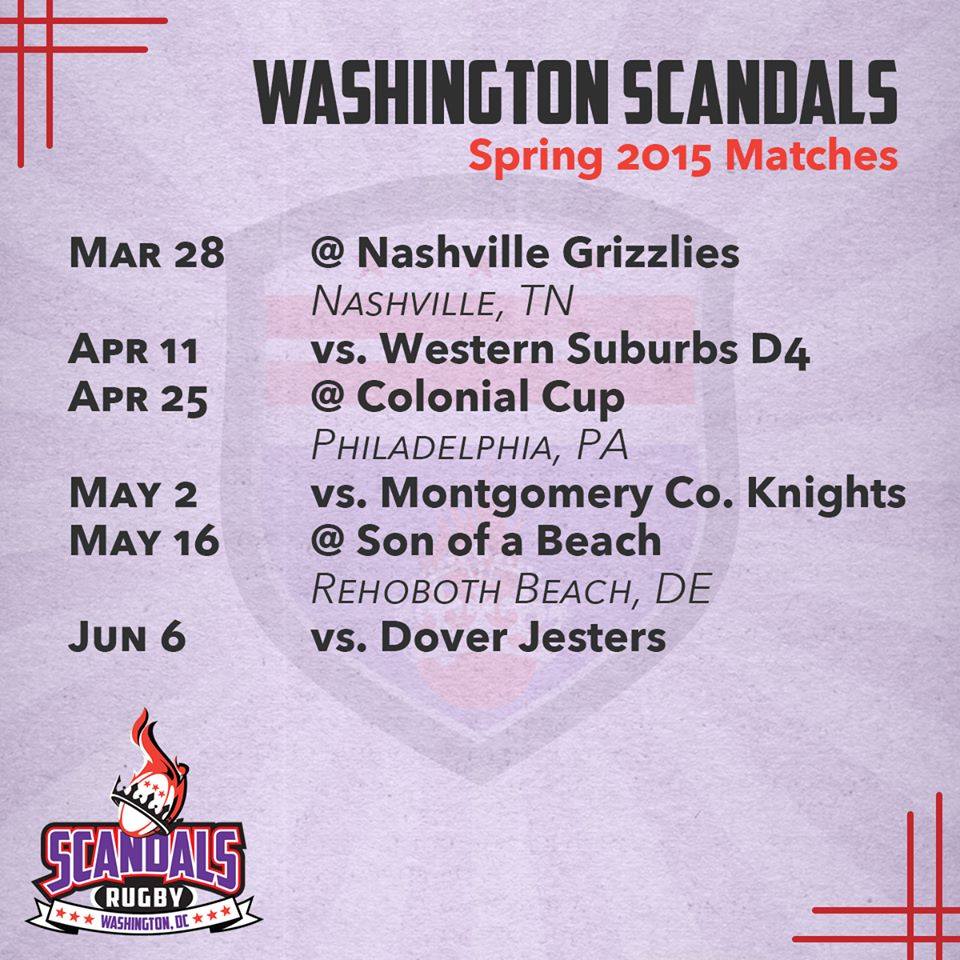 WASHINGTON SCANDALS
Spring 2015 Matches
Mar 28 @ Nashville Grizzlies
Nashville, TN
Apr 11 vs. Western Suburbs D4
Apr 25 @ Colonial Cup
Philadelphia, PA
May 2 vs. Montgomery Co. Knights
May 16 @ Son of a Beach
Rehoboth Beach, DE
Jun 6 vs. Dover Jesters
SCANDALS
RUGBY
WASHINGTON, DC